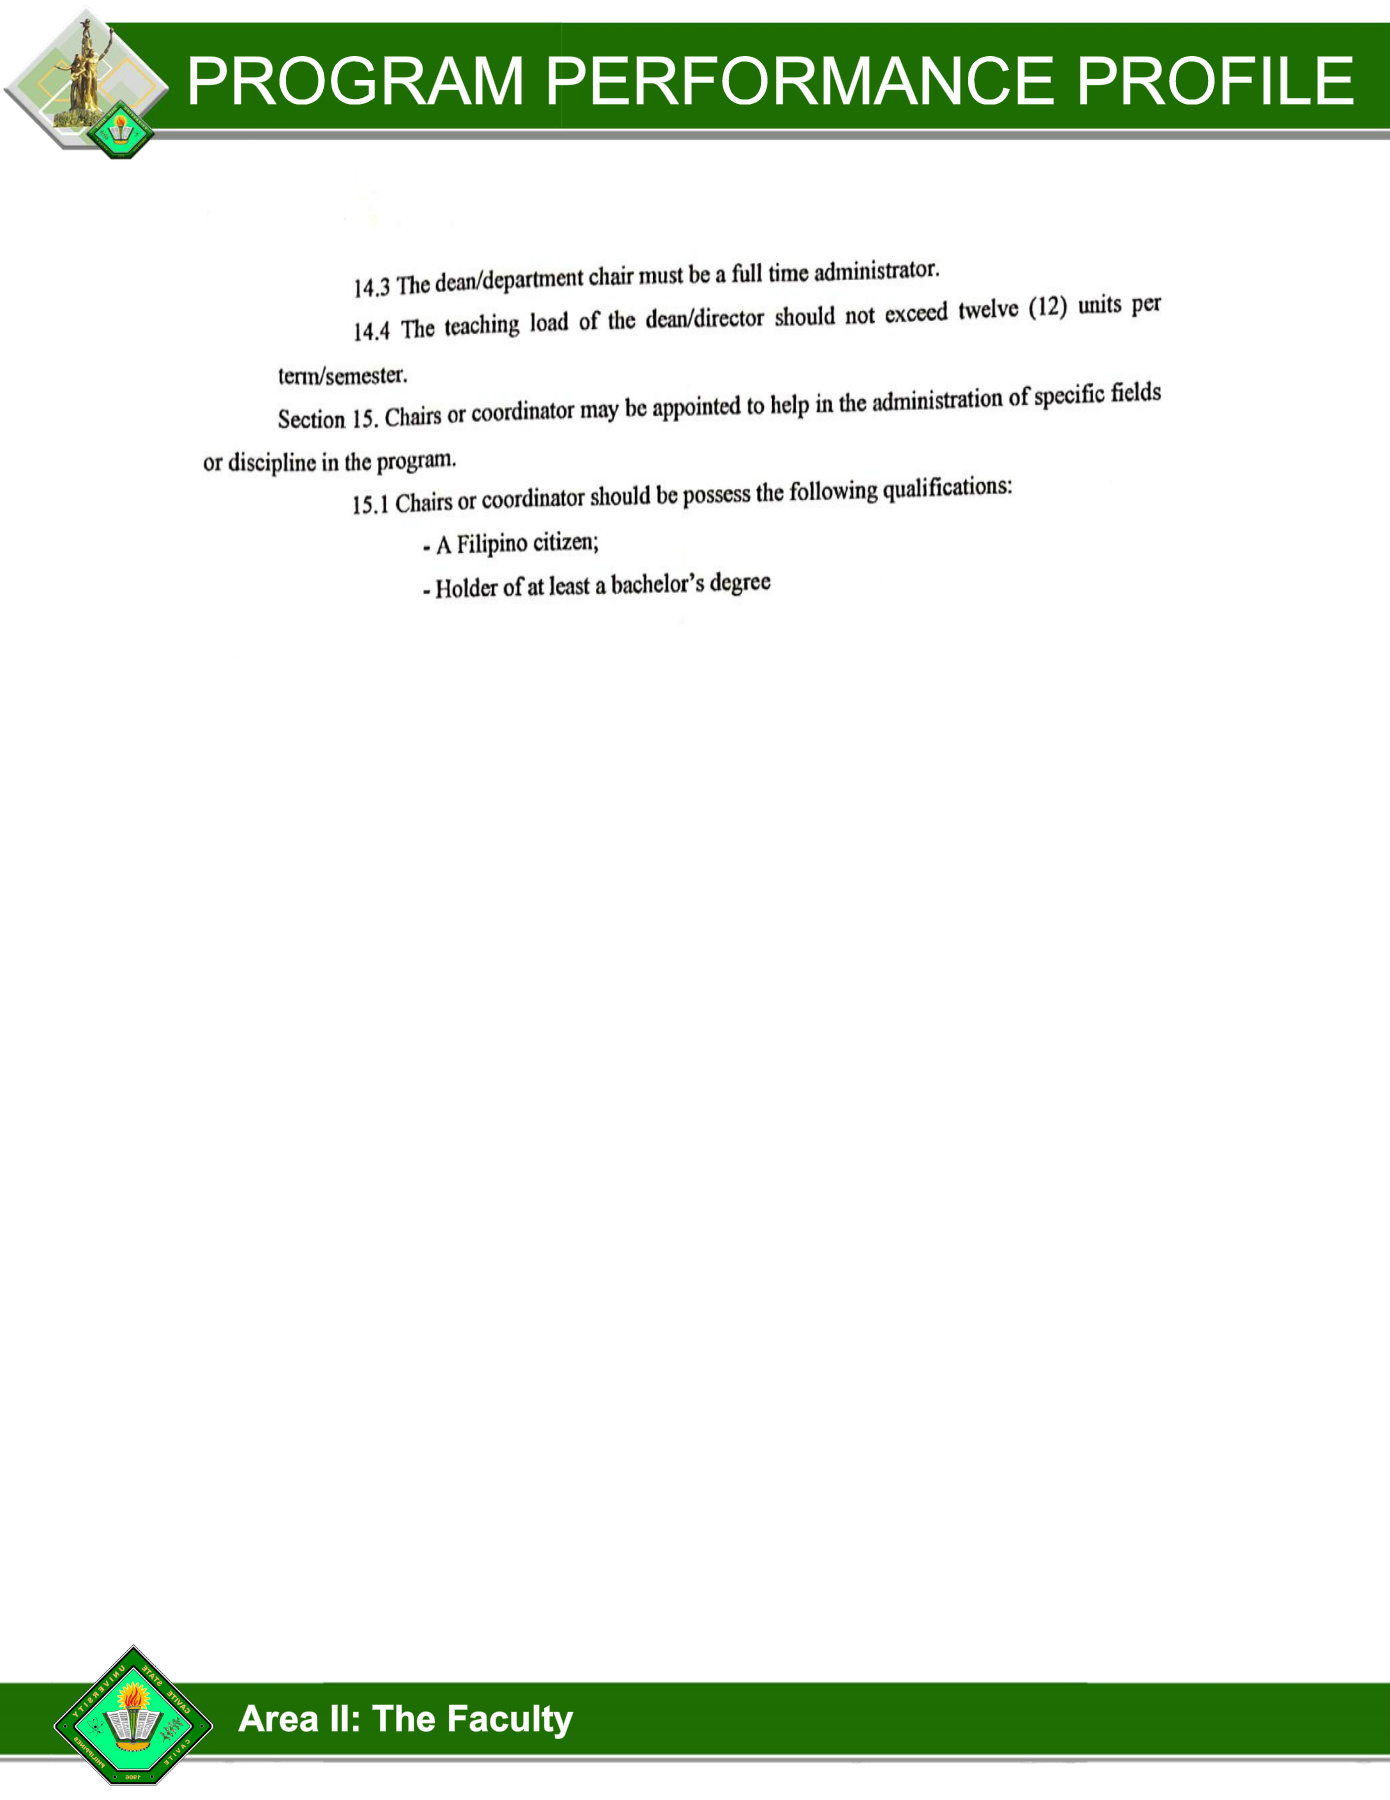 PROGRAM PERFORMANCE PROFILE
14.3 The dean/department chair must be a full time administrator.
14.4 The teaching load of the dean/director should not exceed twelve (12) units per
term/semester.
Section 15. Chairs or coordinator may be appointed to help in the administration of specific fields
or discipline in the program.
15.1 Chairs or coordinator should be possess the following qualifications:
- A Filipino citizen;
- Holder of at least a bachelor's degree
CAVITE STATE UNIVERSITY
CAVITE
PHILIPPINES
1906
Area II: The Faculty